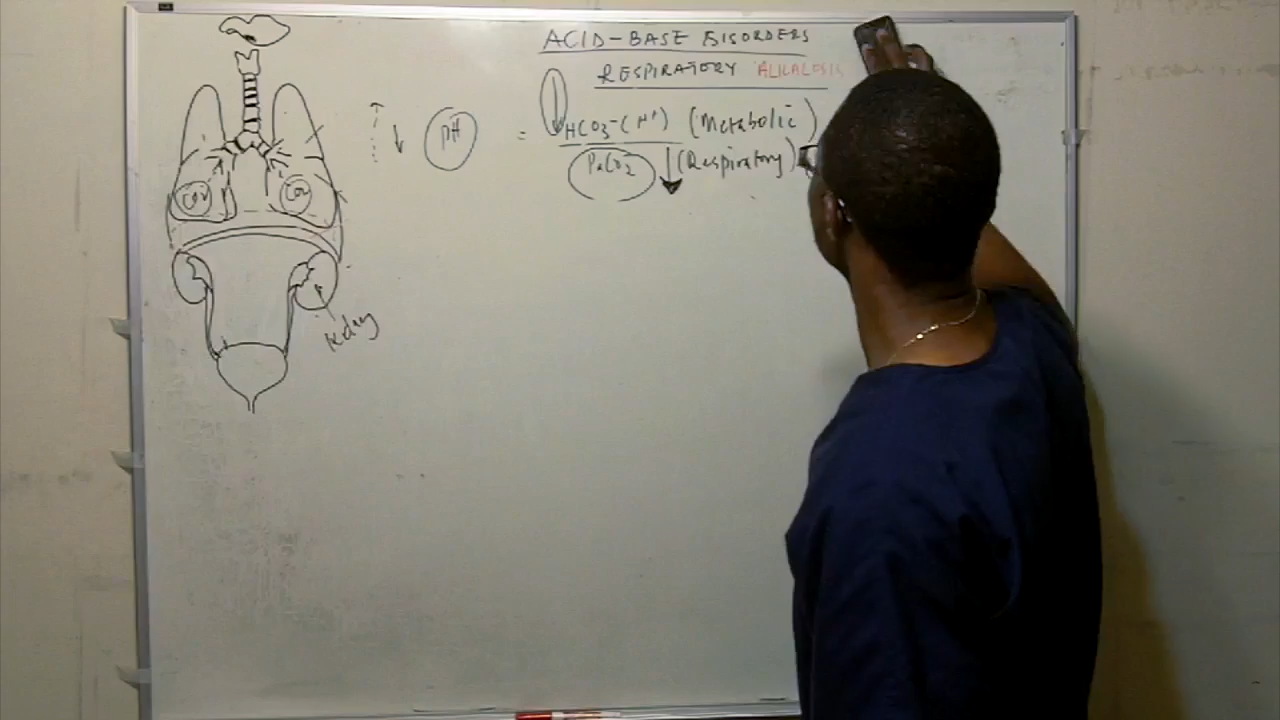 ACID-BASE DISORDERS
RESPIRATORY ALKALOSIS
PH = HCO3-(H+) (Metabolic)
PaCO2 (Respiratory)
CO2 CO2
Kidney